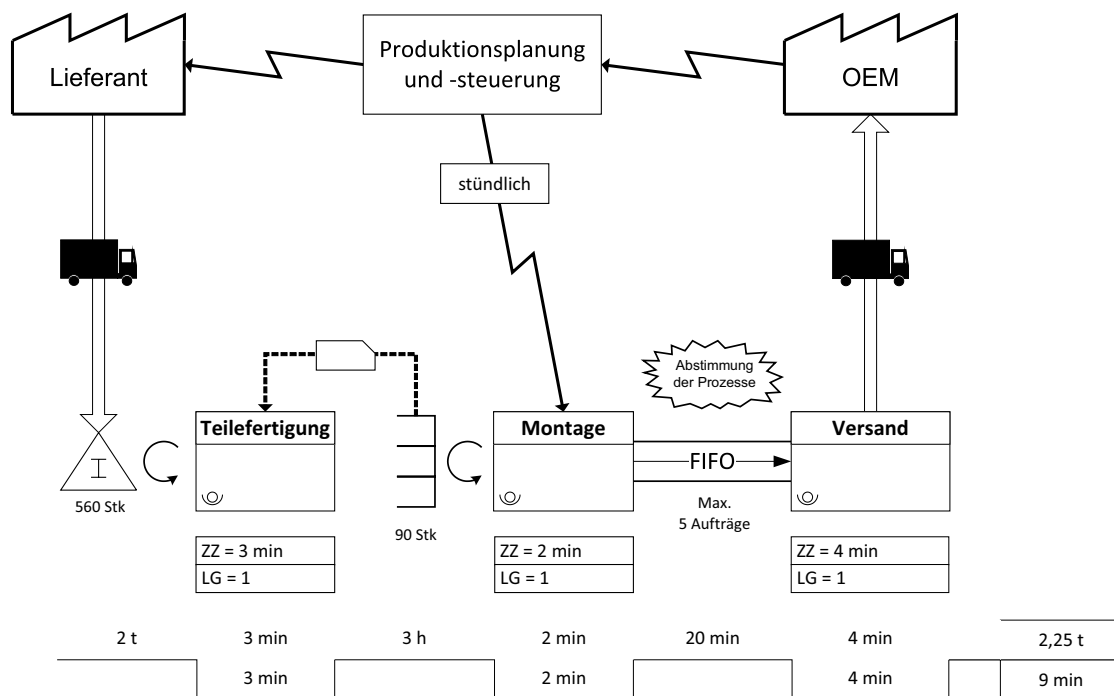 Lieferant
Produktionsplanung
und -steuerung
OEM
stündlich
Abstimmung
der Prozesse
Teilefertigung
Montage
Versand
I
FIFO
560 Stk
90 Stk
Max.
5 Aufträge
ZZ = 3 min
LG = 1
ZZ = 2 min
LG = 1
ZZ = 4 min
LG = 1
2 t
3 min
3 h
2 min
20 min
4 min
2,25 t
3 min
2 min
4 min
9 min